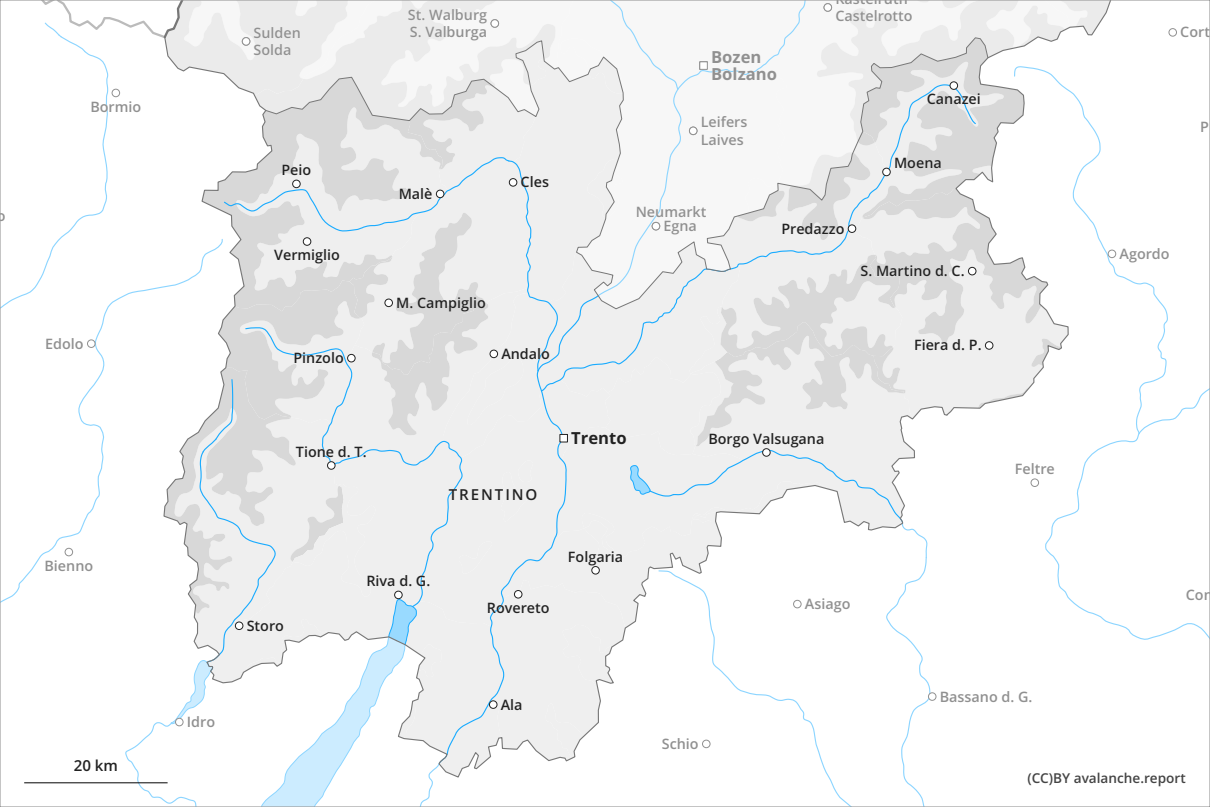 Kastelruth
Castelrotto
St. Walburg
S. Valburga
Sulden
Solda
Cort
Bozen
Bolzano
Bormio
Canazei
Leifers
Laives
P
Moena
Peio
Malè
Cles
Neumarkt
Egna
Predazzo
Vermiglio
Agordo
S. Martino d. C.
M. Campiglio
Edolo
Pinzolo
Andalo
Fiera d. P.
Trento
Borgo Valsugana
Tione d. T.
Feltre
TRENTINO
Folgaria
Bienno
Riva d. G.
Cor
Rovereto
Asiago
Storo
Bassano d. G.
Ala
Idro
Schio
20 km
(CC)BY avalanche.report